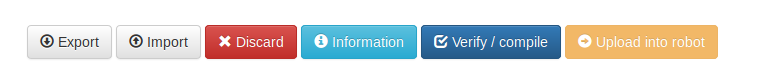 Export Import Discard Information Verify / compile Upload into robot